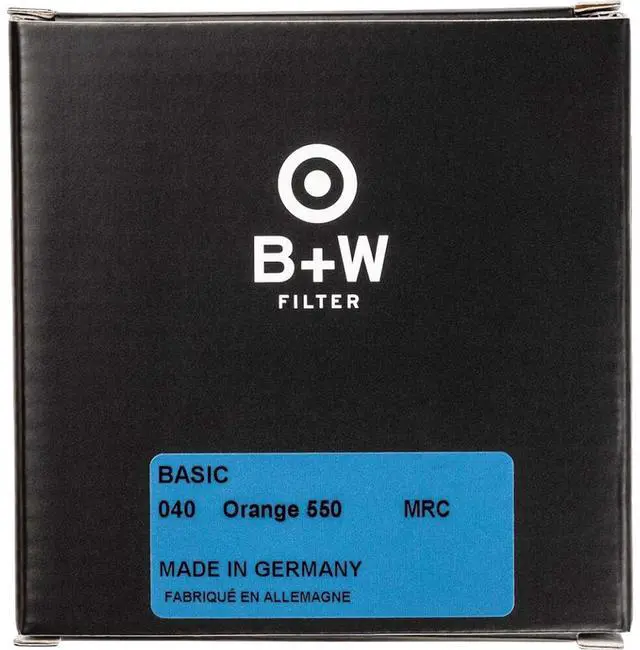 B+W
FILTER
BASIC
040 Orange 550 MRC
MADE IN GERMANY
FABRIQUÉ EN ALLEMAGNE